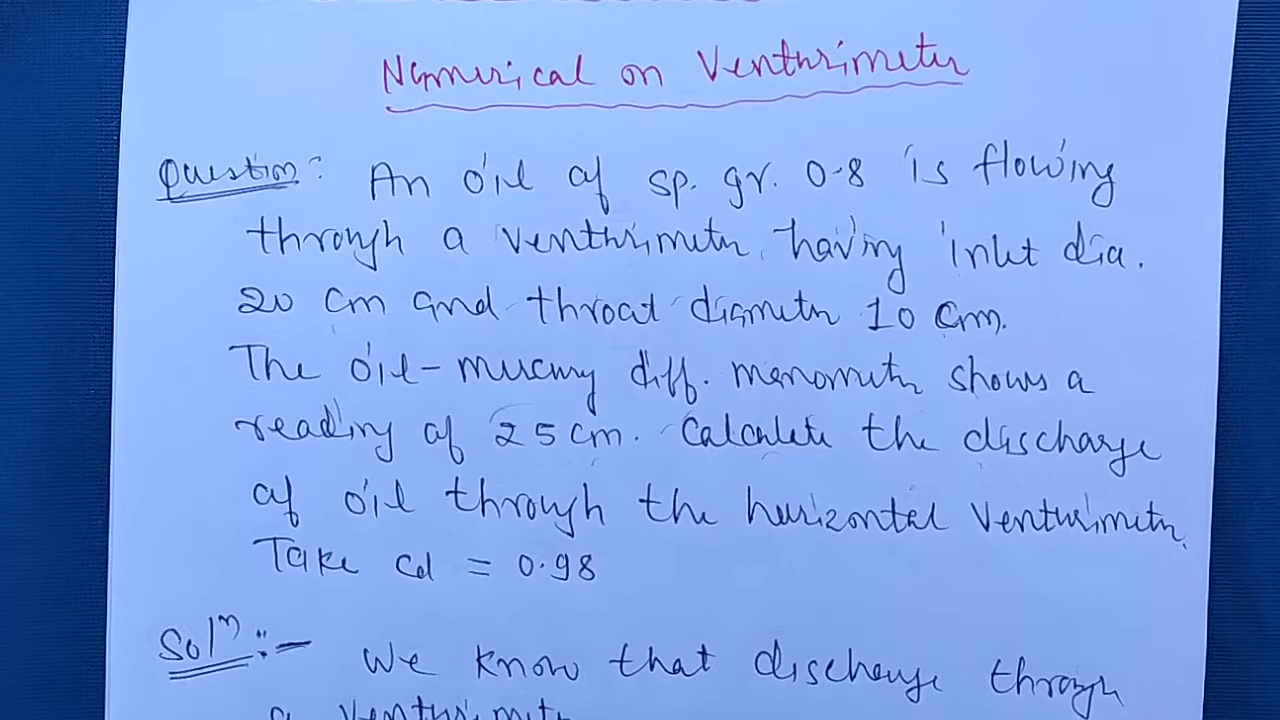 Numerical on Venturimeter
Question: An oil of sp. gr. 0.8 is flowing
through a venturimeter having inlet dia.
20 cm and throat diameter 10 cm.
The oil-mercury diff. manometer shows a
reading of 25 cm. Calculate the discharge
of oil through the horizontal venturimeter.
Take Cd = 0.98
Solⁿ :- We know that discharge through
a venturimeter